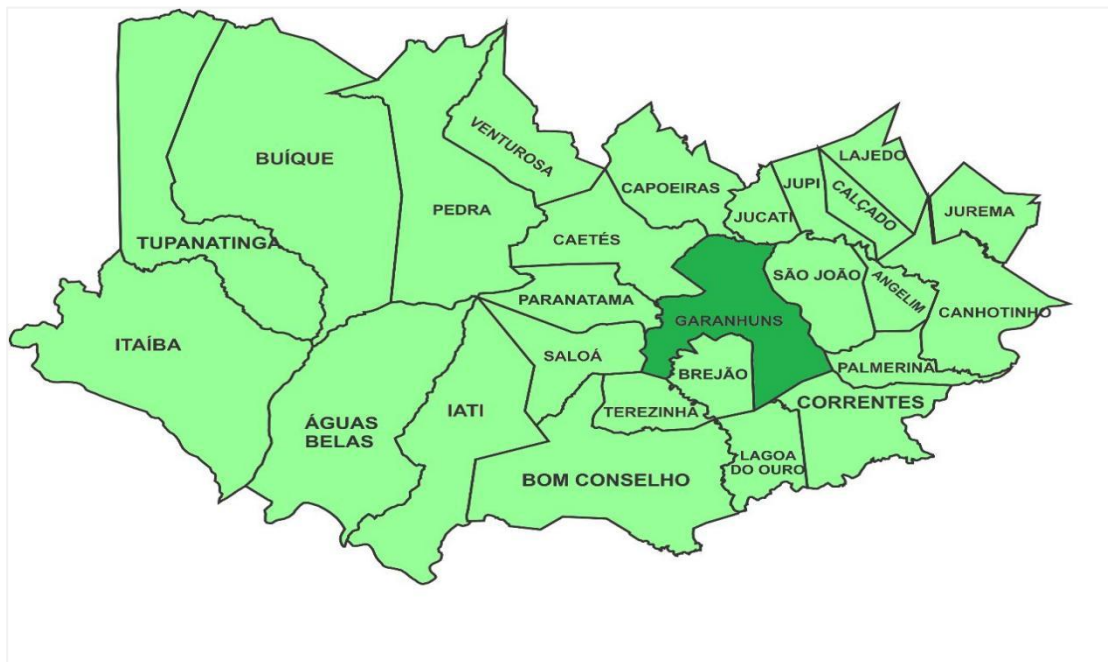 BUÍQUE
VENTUROSA
PEDRA
TUPANATINGA
ITAÍBA
CAPOEIRAS
CAETÉS
PARANATAMA
SALOÁ
LAJEDO
JUPI
CALÇADO
JUCATI
JUREMA
SÃO JOÃO
ANGELIM
CANHOTINHO
GARANHUNS
BREJÃO
PALMERINA
CORRENTES
TEREZINHA
IATI
ÁGUAS
BELAS
LAGOA
DO OURO
BOM CONSELHO